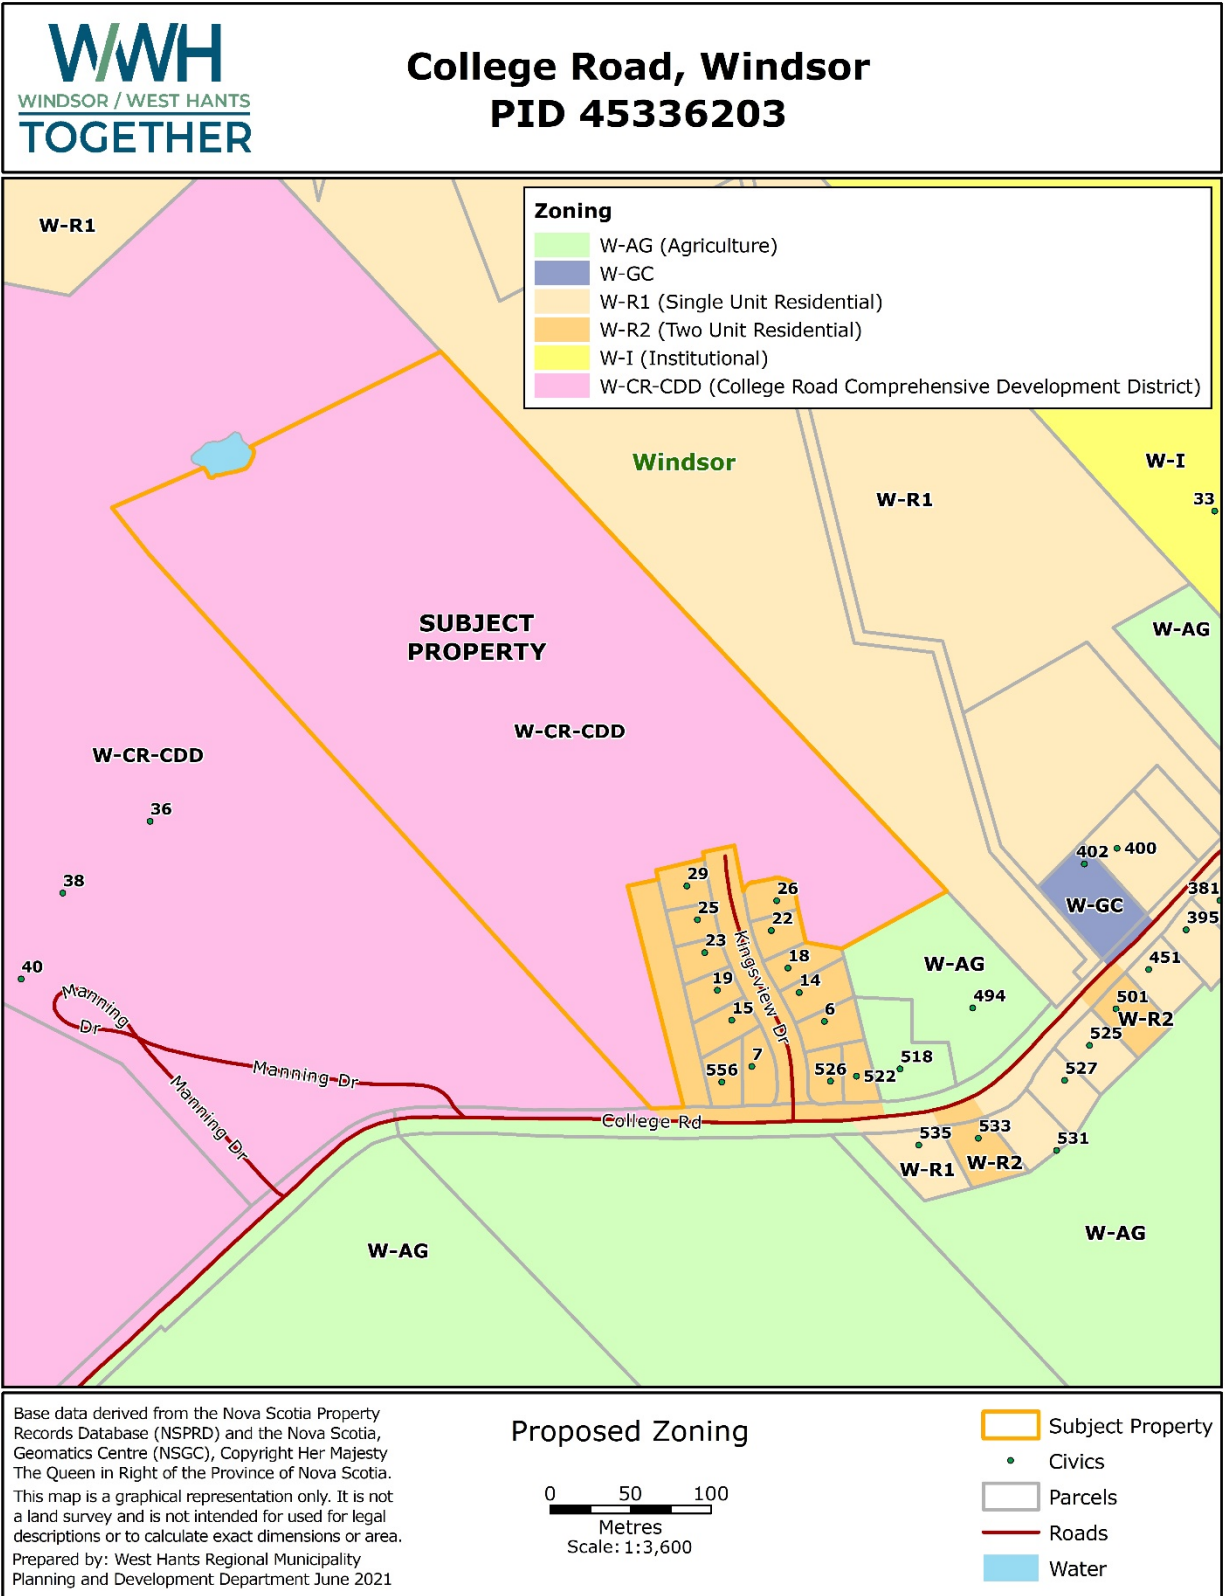 WWH
WINDSOR / WEST HANTS
TOGETHER
College Road, Windsor
PID 45336203
Zoning
W-AG (Agriculture)
W-GC
W-R1 (Single Unit Residential)
W-R2 (Two Unit Residential)
W-I (Institutional)
W-CR-CDD (College Road Comprehensive Development District)
W-R1
Windsor
W-I
W-R1
33
SUBJECT
PROPERTY
W-AG
W-CR-CDD
W-CR-CDD
36
402
400
38
29
26
381
25
22
W-GC
395
23
Kingsview Dr
18
W-AG
451
40
19
14
494
501
Manning
Dr
15
6
W-R2
525
Manning Dr
556
7
526
522
518
527
Manning Dr
College Rd
535
533
531
W-R1
W-R2
W-AG
W-AG
Base data derived from the Nova Scotia Property
Records Database (NSPRD) and the Nova Scotia,
Geomatics Centre (NSGC), Copyright Her Majesty
The Queen in Right of the Province of Nova Scotia.
This map is a graphical representation only. It is not
a land survey and is not intended for used for legal
descriptions or to calculate exact dimensions or area.
Prepared by: West Hants Regional Municipality
Planning and Development Department June 2021
Proposed Zoning
0 50 100
Metres
Scale: 1:3,600
Subject Property
Civics
Parcels
Roads
Water